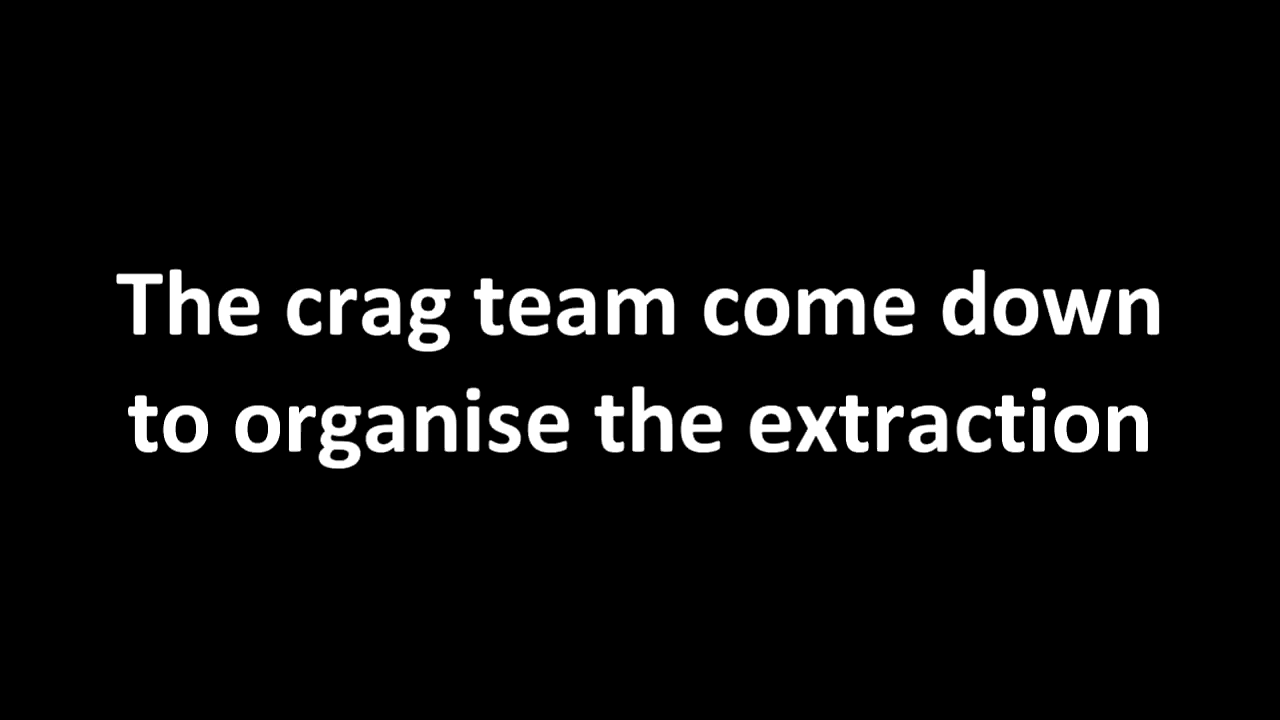 The crag team come down
to organise the extraction